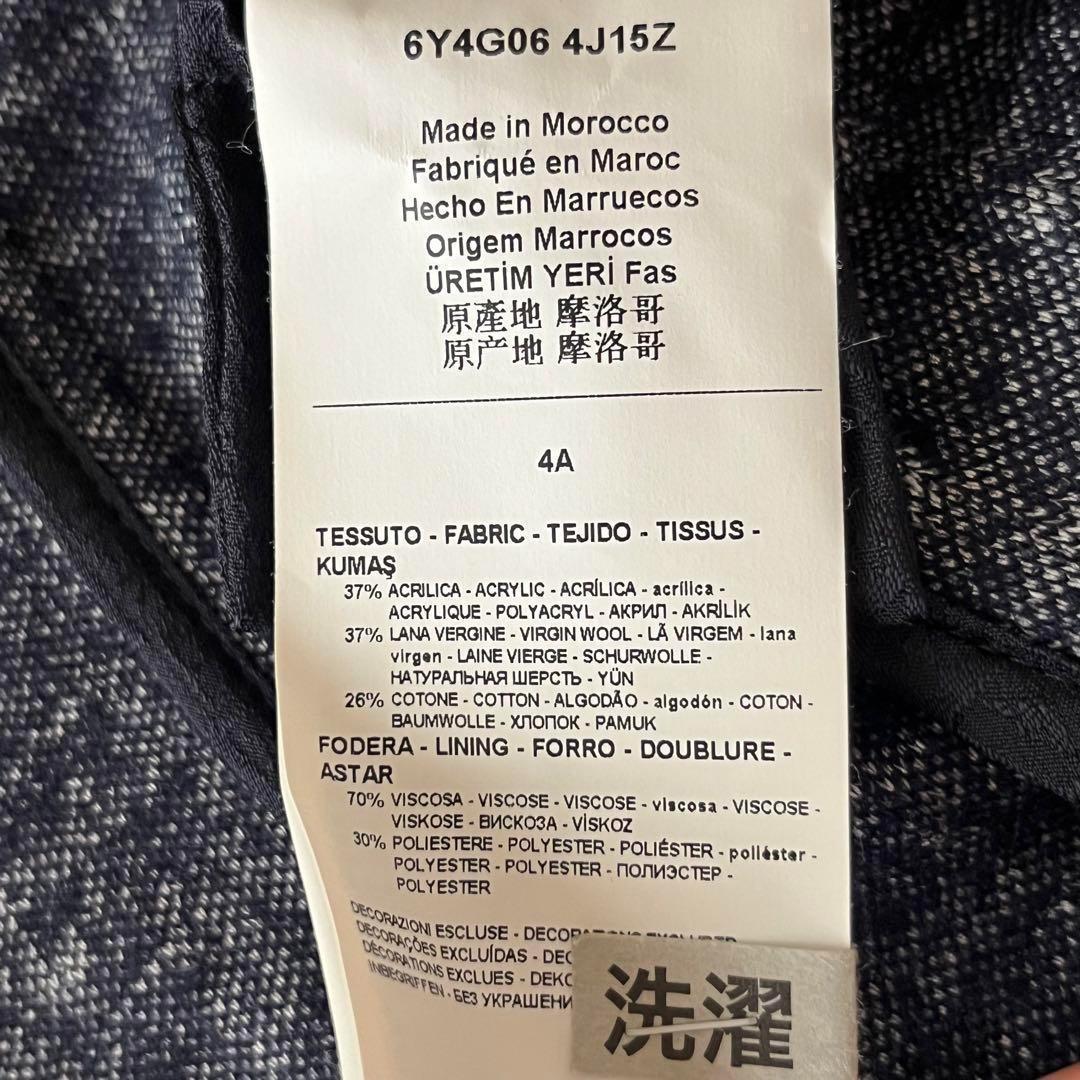 6Y4G06 4J15Z
Made in Morocco
Fabriqué en Maroc
Hecho En Marruecos
Origem Marrocos
ÜRETİM YERİ Fas
原產地 摩洛哥
原产地 摩洛哥
4A
TESSUTO - FABRIC - TEJIDO - TISSUS -
KUMAŞ
37% ACRILICA - ACRYLIC - ACRÍLICA - acrílica -
ACRYLIQUE - POLYACRYL - АКРИЛ - AKRİLİK
37% LANA VERGINE - VIRGIN WOOL - LÃ VIRGEM - lana
virgen - LAINE VIERGE - SCHURWOLLE -
НАТУРАЛЬНАЯ ШЕРСТЬ - YÜN
26% COTONE - COTTON - ALGODÃO - algodón - COTON -
BAUMWOLLE - ХЛОПОК - PAMUK
FODERA - LINING - FORRO - DOUBLURE -
ASTAR
70% VISCOSA - VISCOSE - VISCOSE - viscosa - VISCOSE -
VISKOSE - ВИСКОЗА - VİSKOZ
30% POLIESTERE - POLYESTER - POLIÉSTER - poliéster -
POLYESTER - POLYESTER - ПОЛИЭСТЕР -
POLYESTER
DECORAZIONI ESCLUSE -
DECORAÇÕES EXCLUÍDAS -
DÉCORATIONS EXCLUES -
INBEGRIFFEN - БЕЗ
洗濯